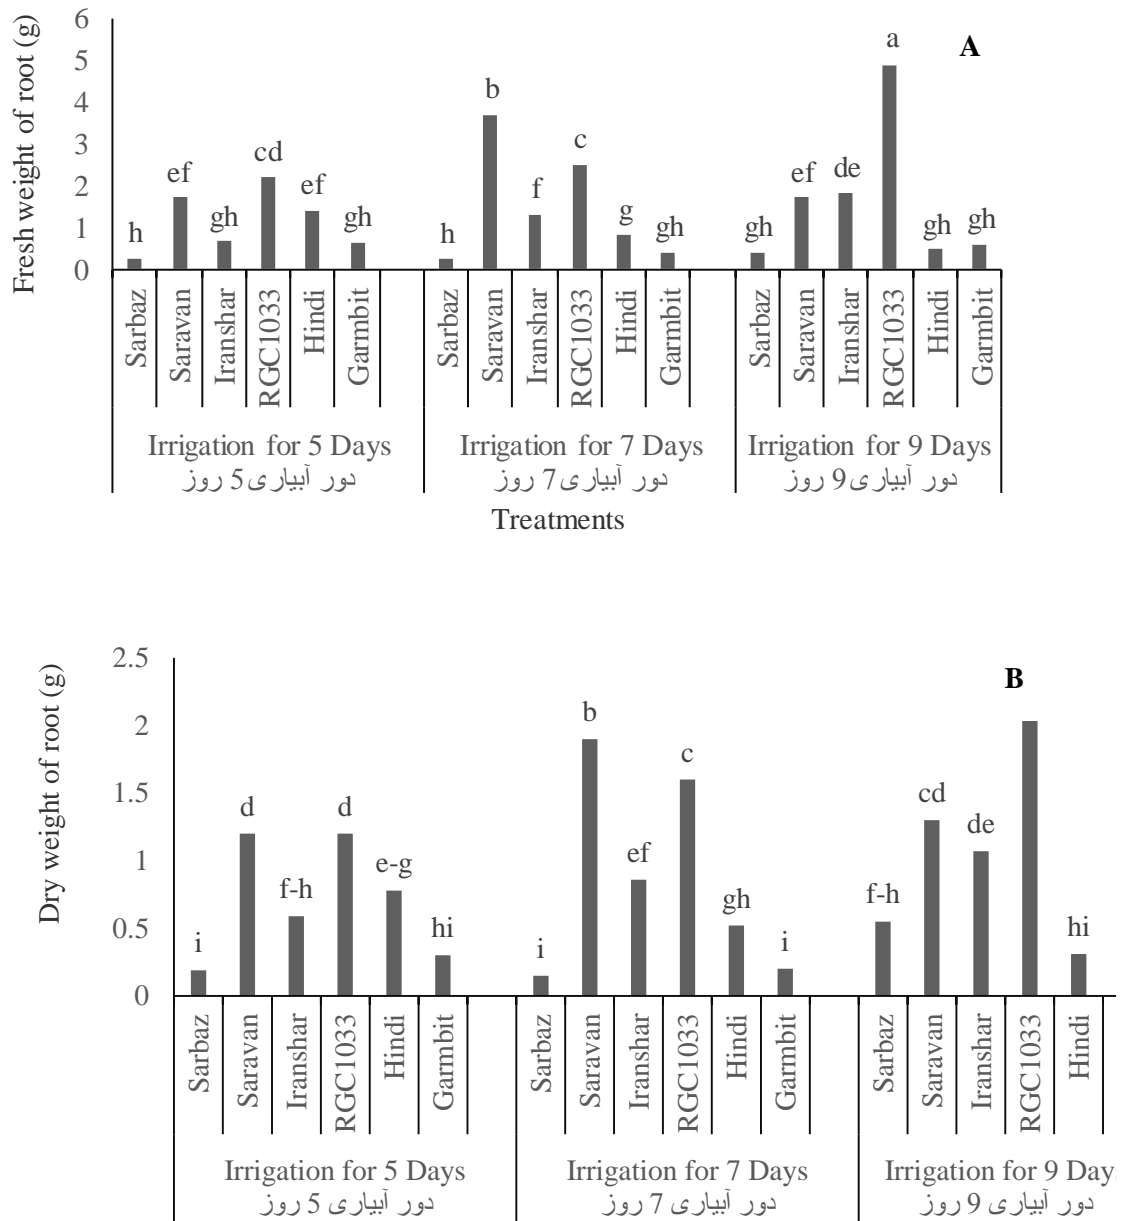 A
Fresh weight of root (g)
6
5
4
3
2
1
0
h
ef
gh
cd
ef
gh
h
b
f
c
g
gh
gh
ef
de
a
gh
gh
Sarbaz
Saravan
Iranshar
RGC1033
Hindi
Garmbit
Sarbaz
Saravan
Iranshar
RGC1033
Hindi
Garmbit
Sarbaz
Saravan
Iranshar
RGC1033
Hindi
Garmbit
Irrigation for 5 Days
دور آبیاری 5 روز
Irrigation for 7 Days
دور آبیاری 7 روز
Irrigation for 9 Days
دور آبیاری 9 روز
Treatments
B
Dry weight of root (g)
2.5
2
1.5
1
0.5
0
i
d
f-h
d
e-g
hi
i
b
ef
c
gh
i
f-h
cd
de
hi
Sarbaz
Saravan
Iranshar
RGC1033
Hindi
Garmbit
Sarbaz
Saravan
Iranshar
RGC1033
Hindi
Garmbit
Sarbaz
Saravan
Iranshar
RGC1033
Hindi
Irrigation for 5 Days
دور آبیاری 5 روز
Irrigation for 7 Days
دور آبیاری 7 روز
Irrigation for 9 Day
دور آبیاری 9 روز